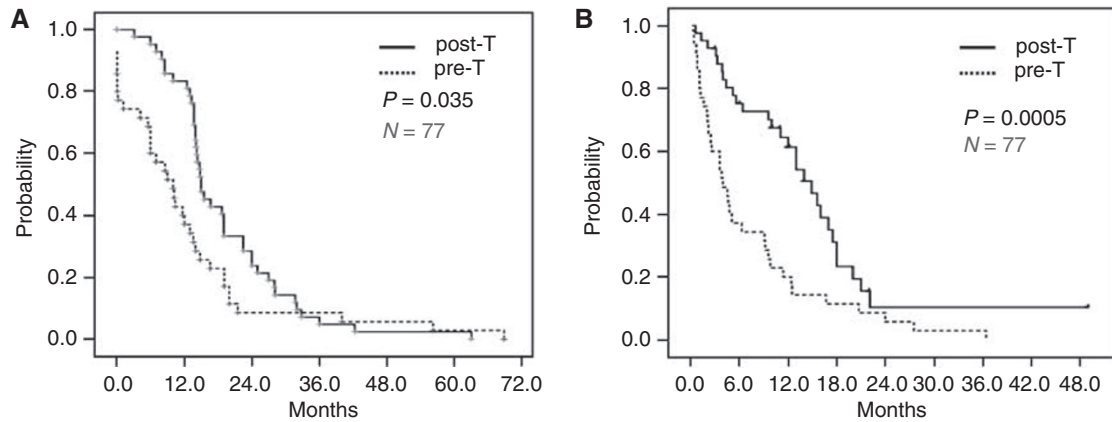 A
1.0
0.8
0.6
0.4
0.2
0.0
Probability
post-T
pre-T
P = 0.035
N = 77
0.0 12.0 24.0 36.0 48.0 60.0 72.0
Months
B
1.0
0.8
0.6
0.4
0.2
0.0
Probability
post-T
pre-T
P = 0.0005
N = 77
0.0 6.0 12.0 18.0 24.0 30.0 36.0 42.0 48.0
Months